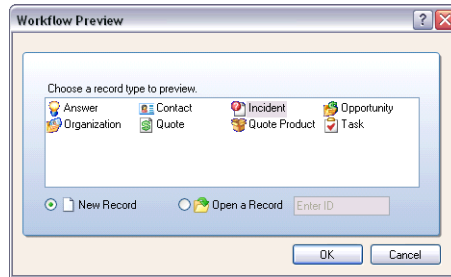 Workflow Preview
Choose a record type to preview.
Answer Contact Incident Opportunity
Organization Quote Quote Product Task
New Record Open a Record Enter ID
OK Cancel